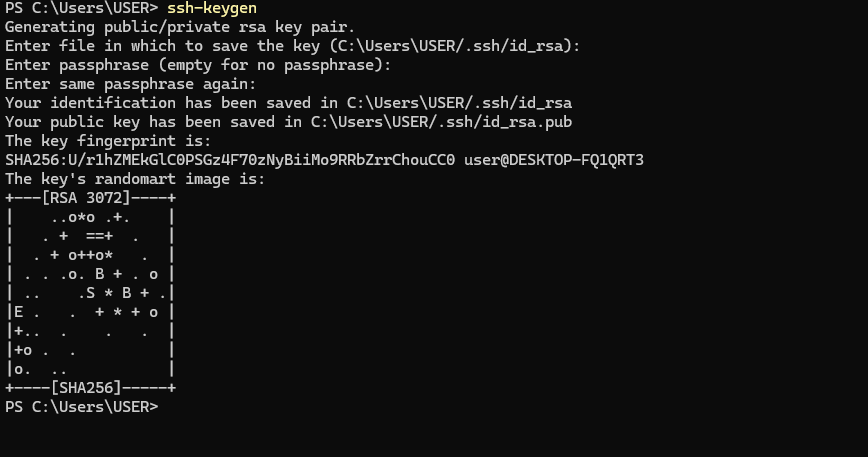 PS C:\Users\USER> ssh-keygen
Generating public/private rsa key pair.
Enter file in which to save the key (C:\Users\USER/.ssh/id_rsa):
Enter passphrase (empty for no passphrase):
Enter same passphrase again:
Your identification has been saved in C:\Users\USER/.ssh/id_rsa
Your public key has been saved in C:\Users\USER/.ssh/id_rsa.pub
The key fingerprint is:
SHA256:U/r1hZMEkGlC0PSGz4F70zNyBiiMo9RRbZrrChouCC0 user@DESKTOP-FQ1QRT3
The key's randomart image is:
+---[RSA 3072]----+
|    ..o*o .+.    |
|   . +  ==+  .   |
|  . + o++o*   .  |
| . . .o. B + . o |
| ..    .S * B + .|
|E .   .  + * + o |
|+..  .    .   .  |
|+o .  .          |
|o.  ..           |
+----[SHA256]-----+
PS C:\Users\USER>